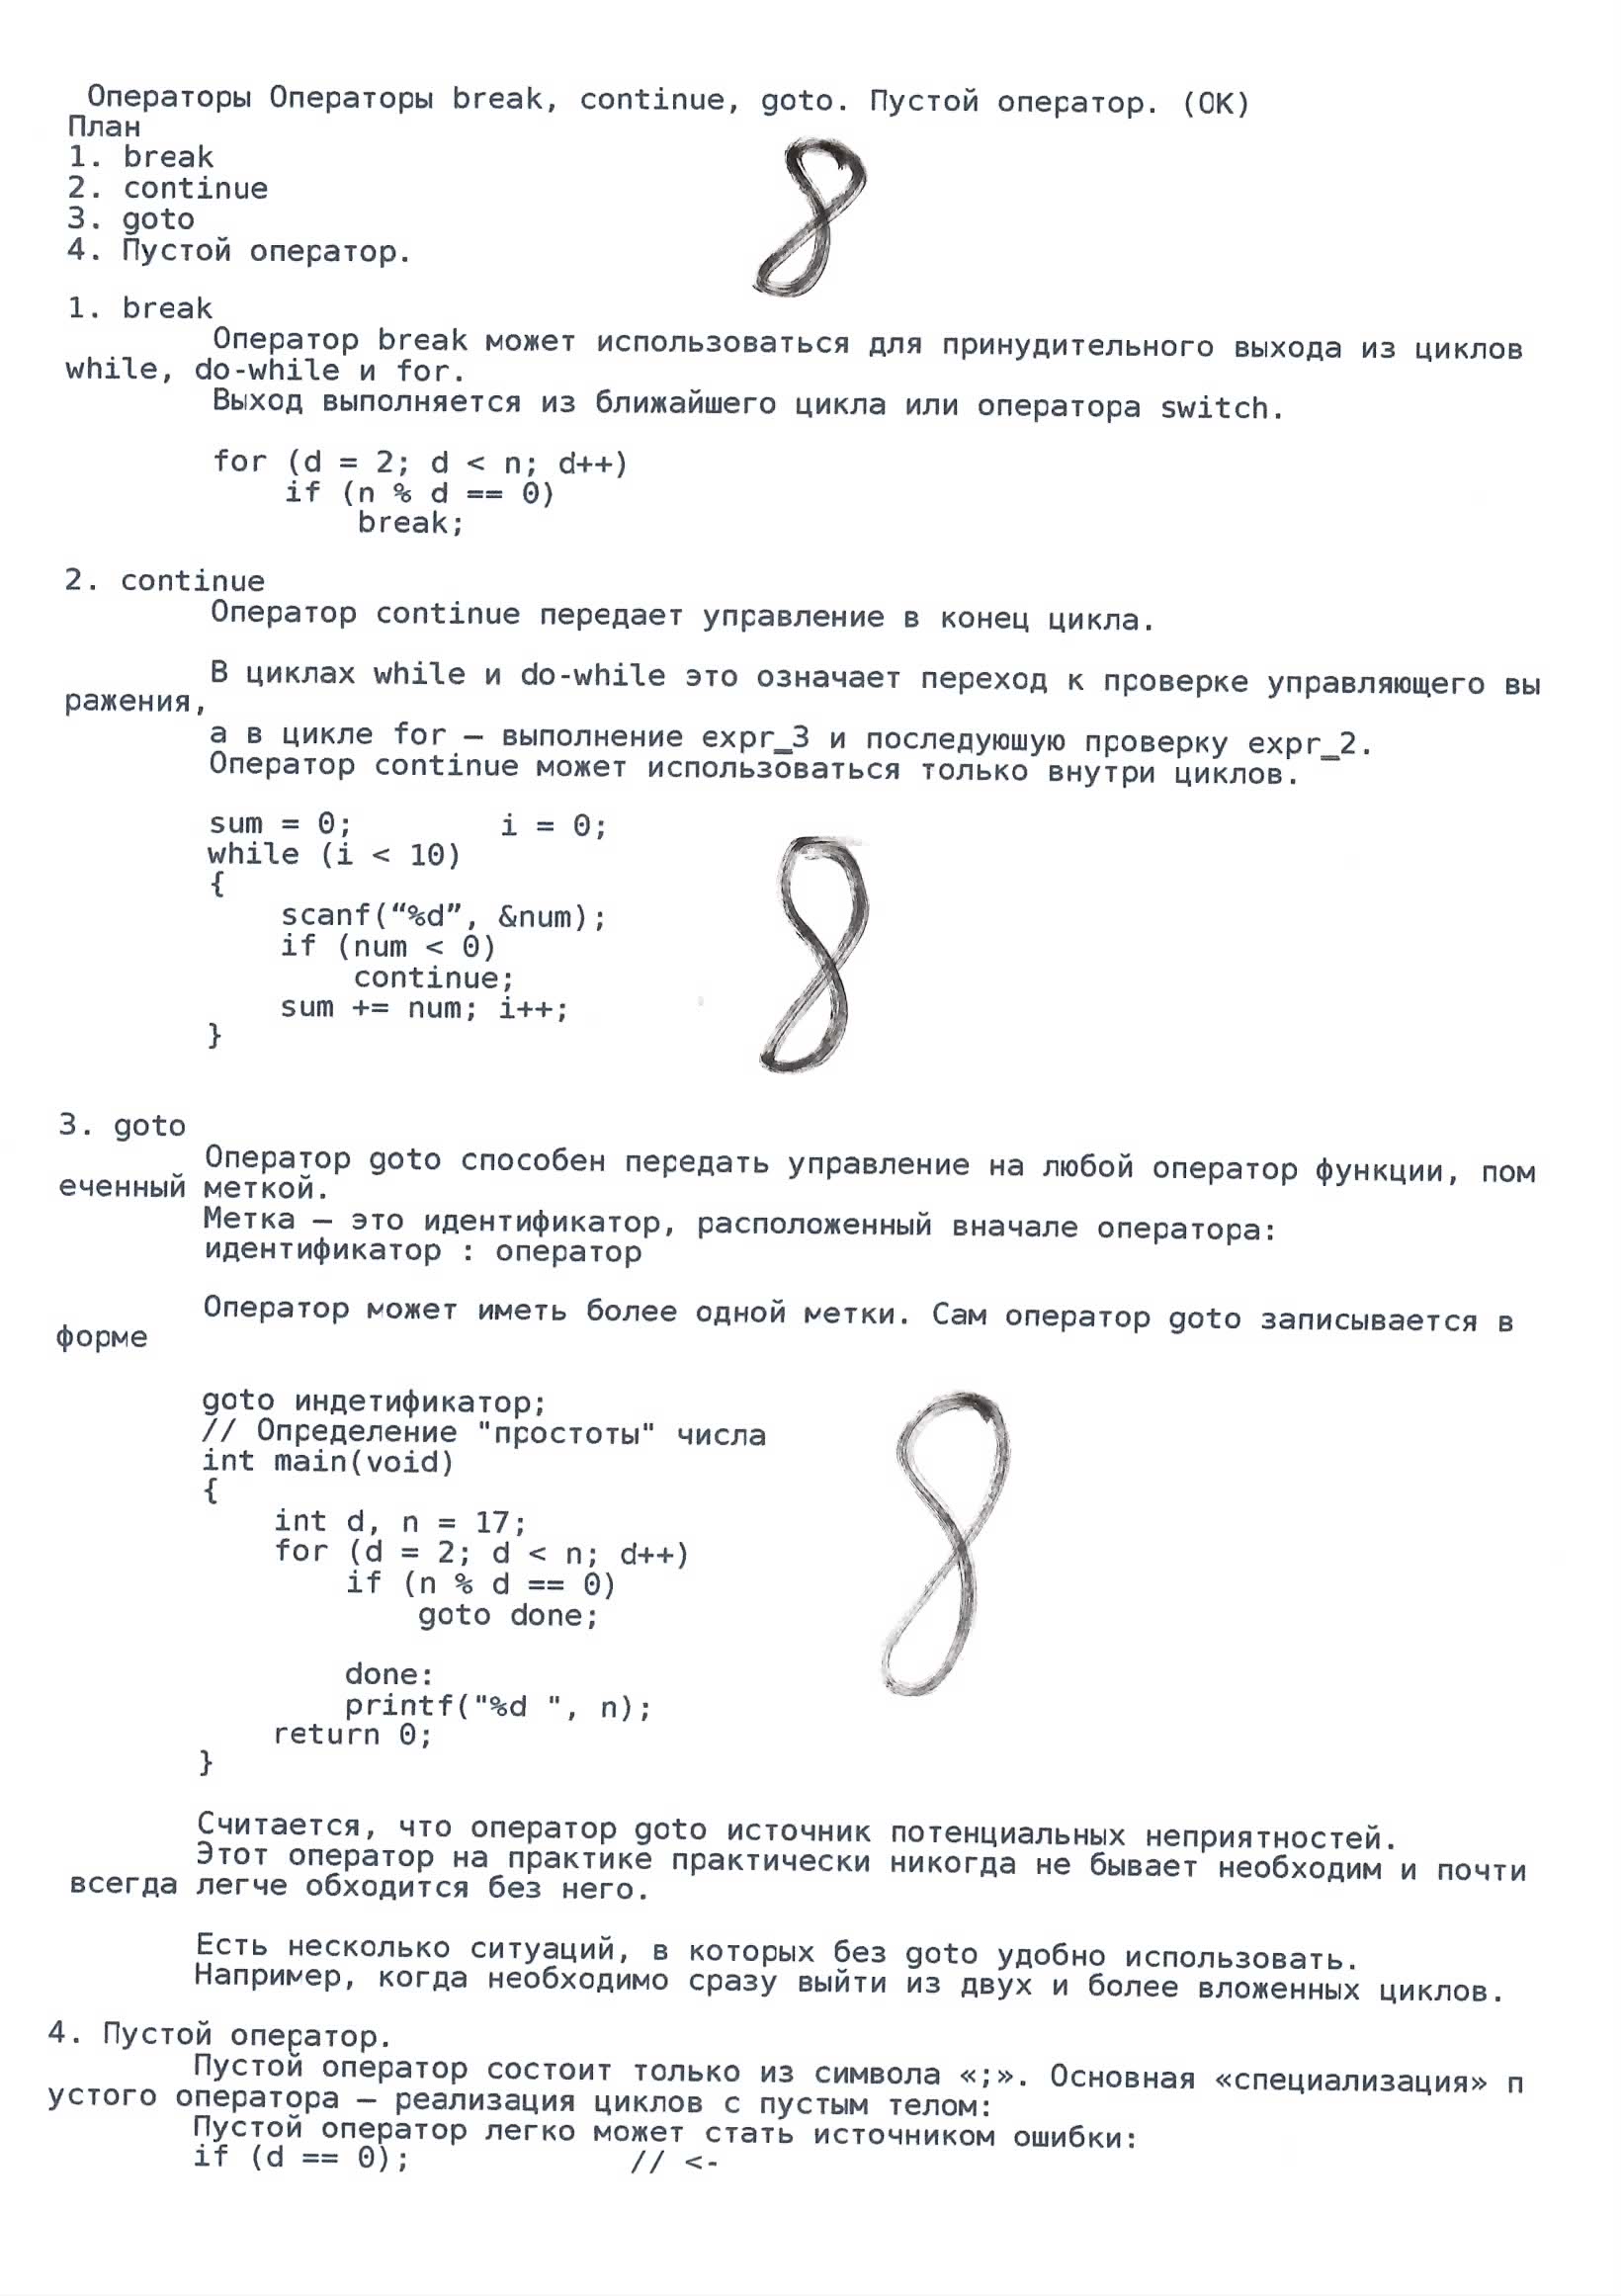 Операторы Операторы break, continue, goto. Пустой оператор. (OK)
План
1. break
2. continue
3. goto
4. Пустой оператор.
8
1. break
Оператор break может использоваться для принудительного выхода из циклов
while, do-while и for.
Выход выполняется из ближайшего цикла или оператора switch.
for (d = 2; d < n; d++)
if (n % d == 0)
break;
2. continue
Оператор continue передает управление в конец цикла.
В циклах while и do-while это означает переход к проверке управляющего вы
ражения,
а в цикле for — выполнение expr_3 и последуюшую проверку expr_2.
Оператор continue может использоваться только внутри циклов.
sum = 0;        i = 0;
while (i < 10)
{
scanf(“%d”, &num);
if (num < 0)
continue;
sum += num; i++;
}
8
3. goto
Оператор goto способен передать управление на любой оператор функции, пом
еченный меткой.
Метка — это идентификатор, расположенный вначале оператора:
идентификатор : оператор
Оператор может иметь более одной метки. Сам оператор goto записывается в
форме
goto индетификатор;
// Определение "простоты" числа
int main(void)
{
int d, n = 17;
for (d = 2; d < n; d++)
if (n % d == 0)
goto done;
done:
printf("%d ", n);
return 0;
}
8
Считается, что оператор goto источник потенциальных неприятностей.
Этот оператор на практике практически никогда не бывает необходим и почти
всегда легче обходится без него.
Есть несколько ситуаций, в которых без goto удобно использовать.
Например, когда необходимо сразу выйти из двух и более вложенных циклов.
4. Пустой оператор.
Пустой оператор состоит только из символа «;». Основная «специализация» п
устого оператора — реализация циклов с пустым телом:
Пустой оператор легко может стать источником ошибки:
if (d == 0);            // <-